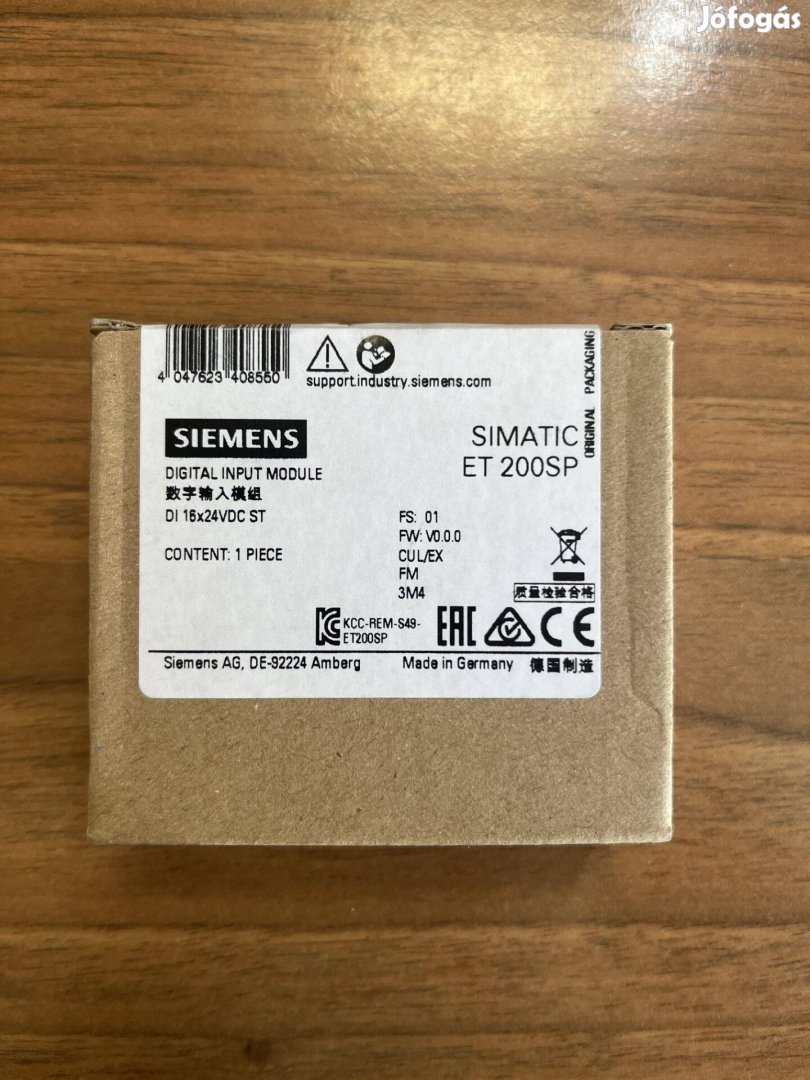 Jófogás
4 047623 408550
support.industry.siemens.com
ORIGINAL PACKAGING
SIEMENS
SIMATIC
ET 200SP
DIGITAL INPUT MODULE
数字输入模组
DI 16x24VDC ST
CONTENT: 1 PIECE
FS: 01
FW: V0.0.0
CUL/EX
FM
3M4
质量检验合格
KCC-REM-S49-
ET200SP
EAC
CE
Siemens AG, DE-92224 Amberg
Made in Germany
德国制造